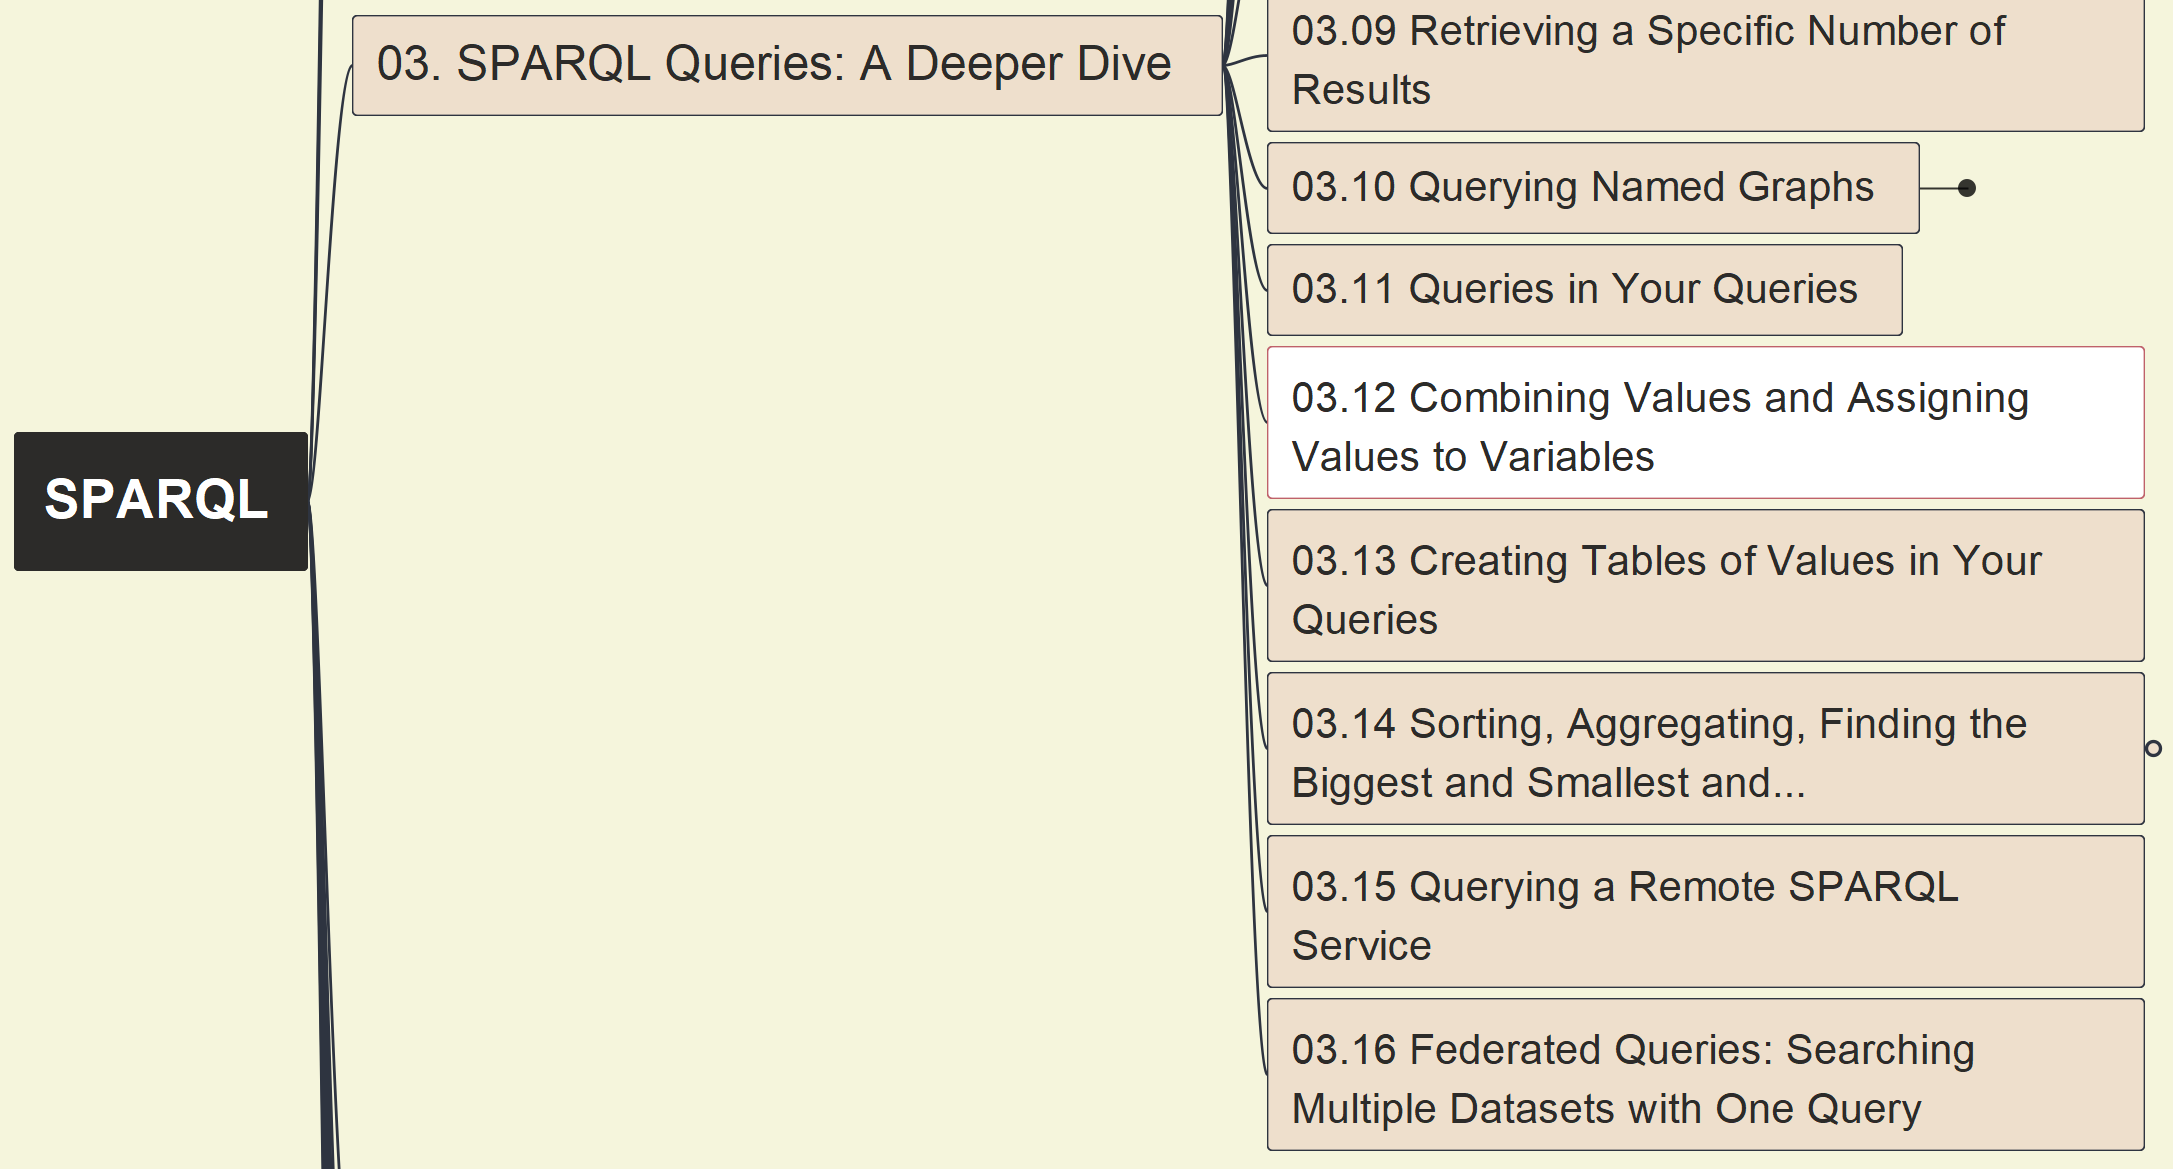 03. SPARQL Queries: A Deeper Dive
03.09 Retrieving a Specific Number of
Results
03.10 Querying Named Graphs
03.11 Queries in Your Queries
03.12 Combining Values and Assigning
Values to Variables
SPARQL
03.13 Creating Tables of Values in Your
Queries
03.14 Sorting, Aggregating, Finding the
Biggest and Smallest and...
03.15 Querying a Remote SPARQL
Service
03.16 Federated Queries: Searching
Multiple Datasets with One Query